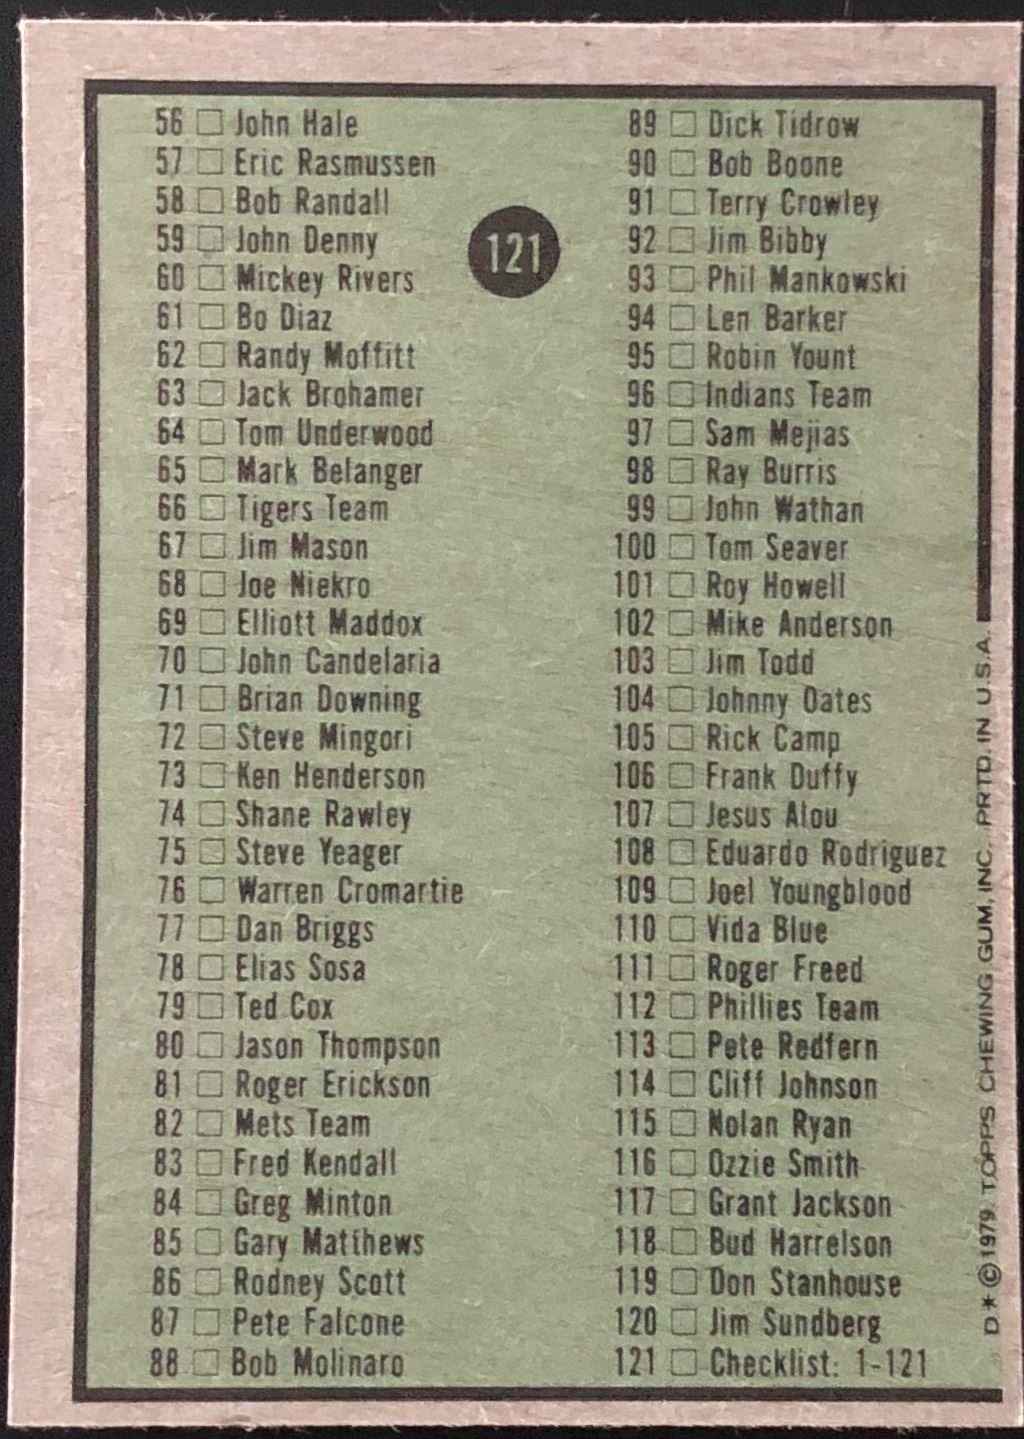 56 □ John Hale
57 □ Eric Rasmussen
58 □ Bob Randall
59 □ John Denny
60 □ Mickey Rivers
61 □ Bo Diaz
62 □ Randy Moffitt
63 □ Jack Brohamer
64 □ Tom Underwood
65 □ Mark Belanger
66 □ Tigers Team
67 □ Jim Mason
68 □ Joe Niekro
69 □ Elliott Maddox
70 □ John Candelaria
71 □ Brian Downing
72 □ Steve Mingori
73 □ Ken Henderson
74 □ Shane Rawley
75 □ Steve Yeager
76 □ Warren Cromartie
77 □ Dan Briggs
78 □ Elias Sosa
79 □ Ted Cox
80 □ Jason Thompson
81 □ Roger Erickson
82 □ Mets Team
83 □ Fred Kendall
84 □ Greg Minton
85 □ Gary Matthews
86 □ Rodney Scott
87 □ Pete Falcone
88 □ Bob Molinaro
121
89 □ Dick Tidrow
90 □ Bob Boone
91 □ Terry Crowley
92 □ Jim Bibby
93 □ Phil Mankowski
94 □ Len Barker
95 □ Robin Yount
96 □ Indians Team
97 □ Sam Mejias
98 □ Ray Burris
99 □ John Wathan
100 □ Tom Seaver
101 □ Roy Howell
102 □ Mike Anderson
103 □ Jim Todd
104 □ Johnny Oates
105 □ Rick Camp
106 □ Frank Duffy
107 □ Jesus Alou
108 □ Eduardo Rodriguez
109 □ Joel Youngblood
110 □ Vida Blue
111 □ Roger Freed
112 □ Phillies Team
113 □ Pete Redfern
114 □ Cliff Johnson
115 □ Nolan Ryan
116 □ Ozzie Smith
117 □ Grant Jackson
118 □ Bud Harrelson
119 □ Don Stanhouse
120 □ Jim Sundberg
121 □ Checklist: 1-121
D✶©1979 TOPPS CHEWING GUM, INC. PRTD. IN U.S.A.